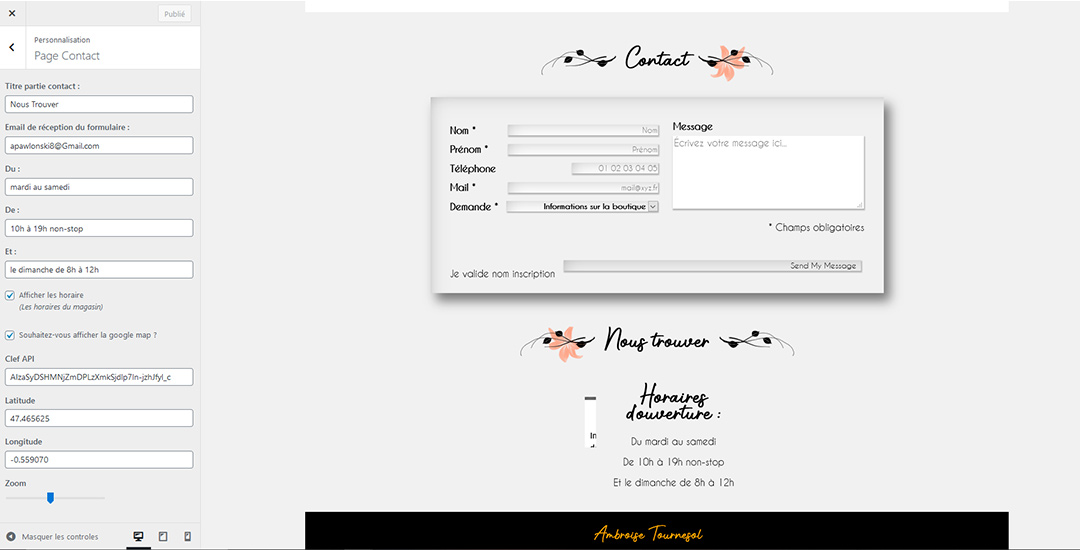 Publié
Personnalisation
Page Contact
Titre partie contact :
Nous Trouver
Email de réception du formulaire :
apawlonski8@Gmail.com
Du :
mardi au samedi
De :
10h à 19h non-stop
Et :
le dimanche de 8h à 12h
Afficher les horaire
(Les horaires du magasin)
Souhaitez-vous afficher la google map ?
Clef API
Latitude
47.465625
Longitude
-0.559070
Zoom
Masquer les controles
Contact
Nom * Nom
Prénom * Prénom
Téléphone 01 02 03 04 05
Mail * mail@xyz.fr
Demande * Informations sur la boutique
Message
Écrivez votre message ici...
* Champs obligatoires
Je valide nom inscription
Send My Message
Nous trouver
Horaires
d'ouverture :
Du mardi au samedi
De 10h à 19h non-stop
Et le dimanche de 8h à 12h
Ambroise Tournesol